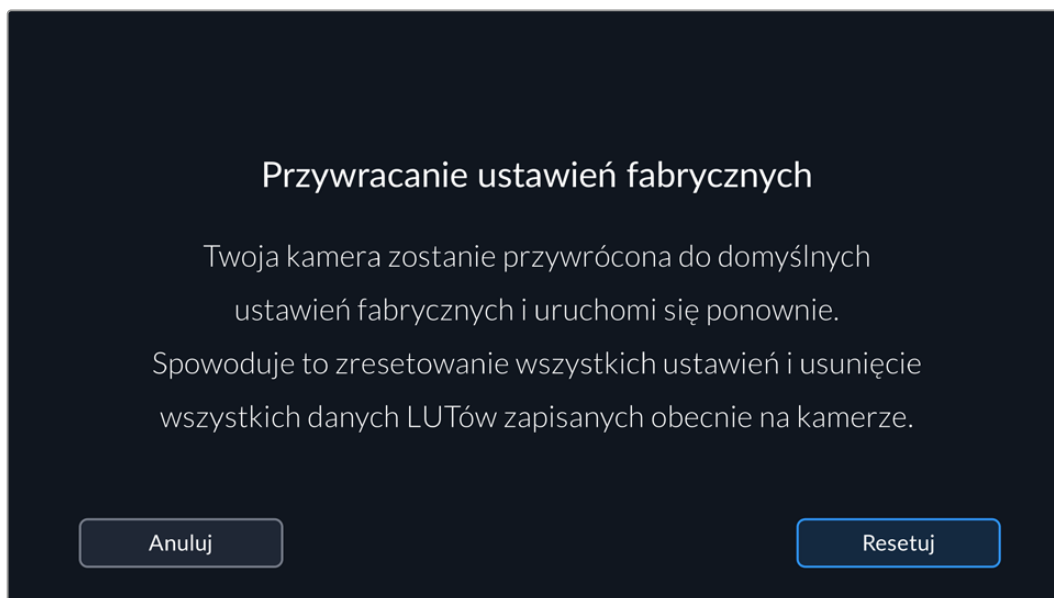 Przywracanie ustawień fabrycznych
Twoja kamera zostanie przywrócona do domyślnych
ustawień fabrycznych i uruchomi się ponownie.
Spowoduje to zresetowanie wszystkich ustawień i usunięcie
wszystkich danych LUTów zapisanych obecnie na kamerze.
Anuluj
Resetuj